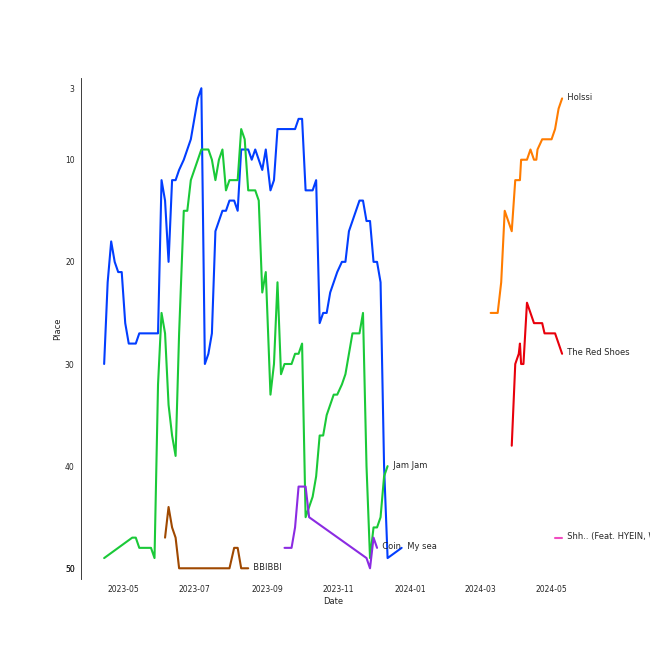 3
Holssi
10
20
Place
30
The Red Shoes
40
Jam Jam
Shh.. (Feat. HYEIN,
Coin
My sea
50
BBIBBI
2023-05
2023-07
2023-09
2023-11
2024-01
2024-03
2024-05
Date